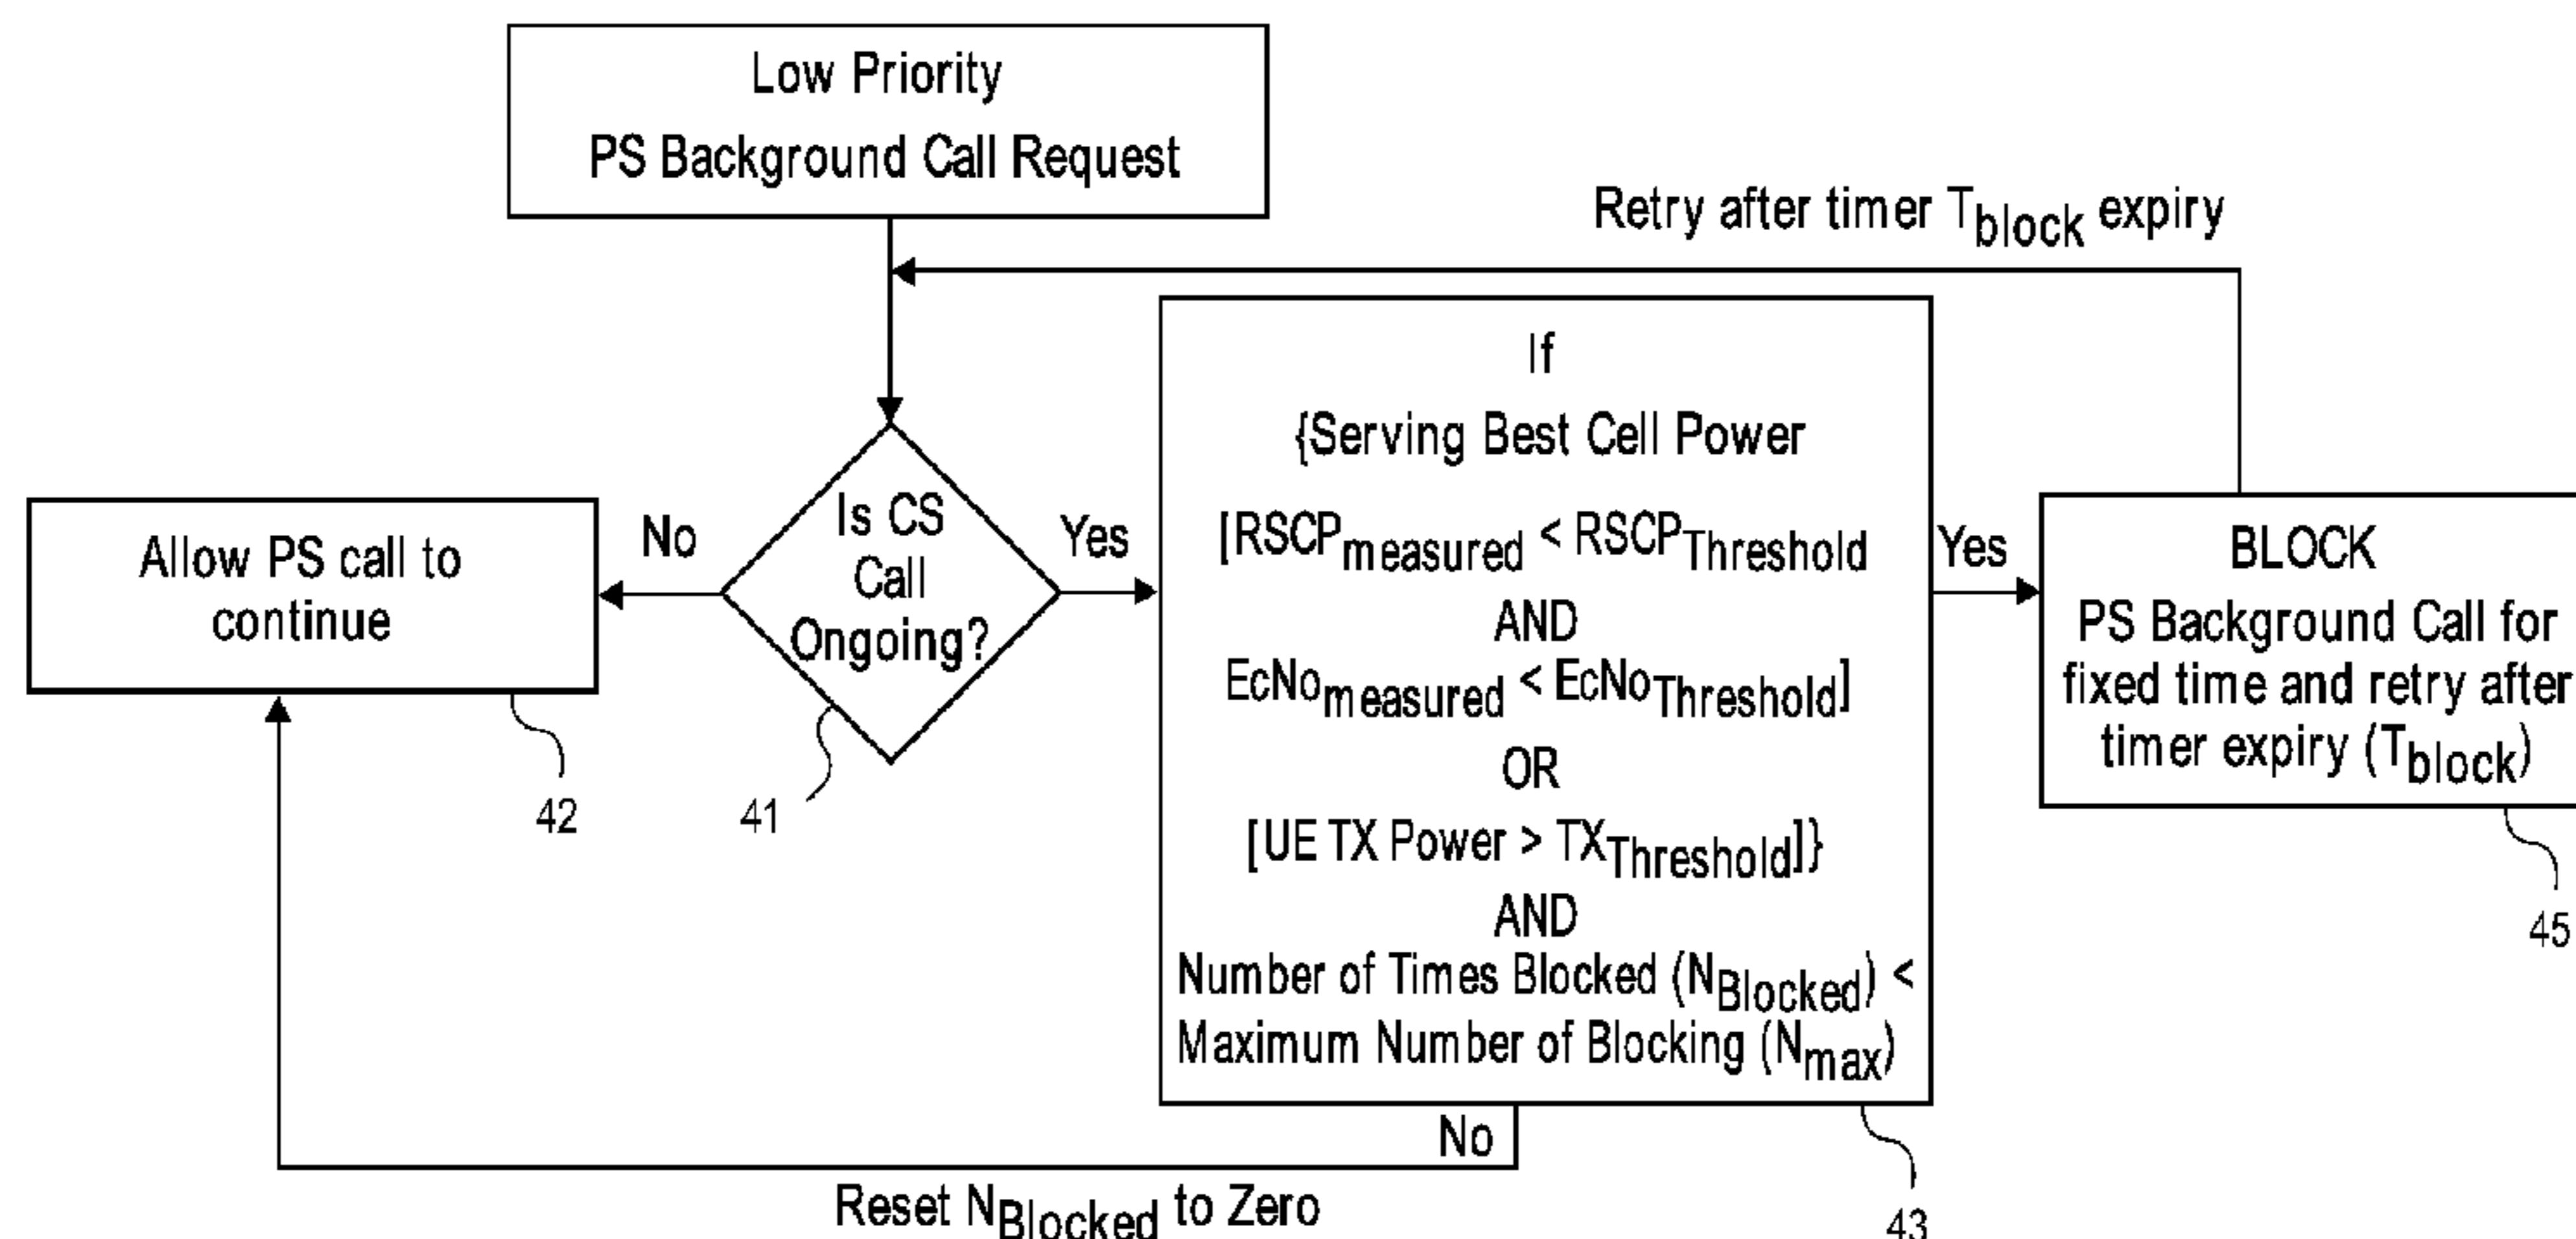 Low Priority
PS Background Call Request
Retry after timer Tblock expiry
Is CS
Call
Ongoing?
No
Yes
Allow PS call to
continue
42
41
If
{Serving Best Cell Power
[RSCPmeasured < RSCPThreshold
AND
EcNomeasured < EcNoThreshold]
OR
[UE TX Power > TXThreshold]}
AND
Number of Times Blocked (NBlocked) <
Maximum Number of Blocking (Nmax)
Yes
BLOCK
PS Background Call for
fixed time and retry after
timer expiry (Tblock)
45
No
Reset NBlocked to Zero
43